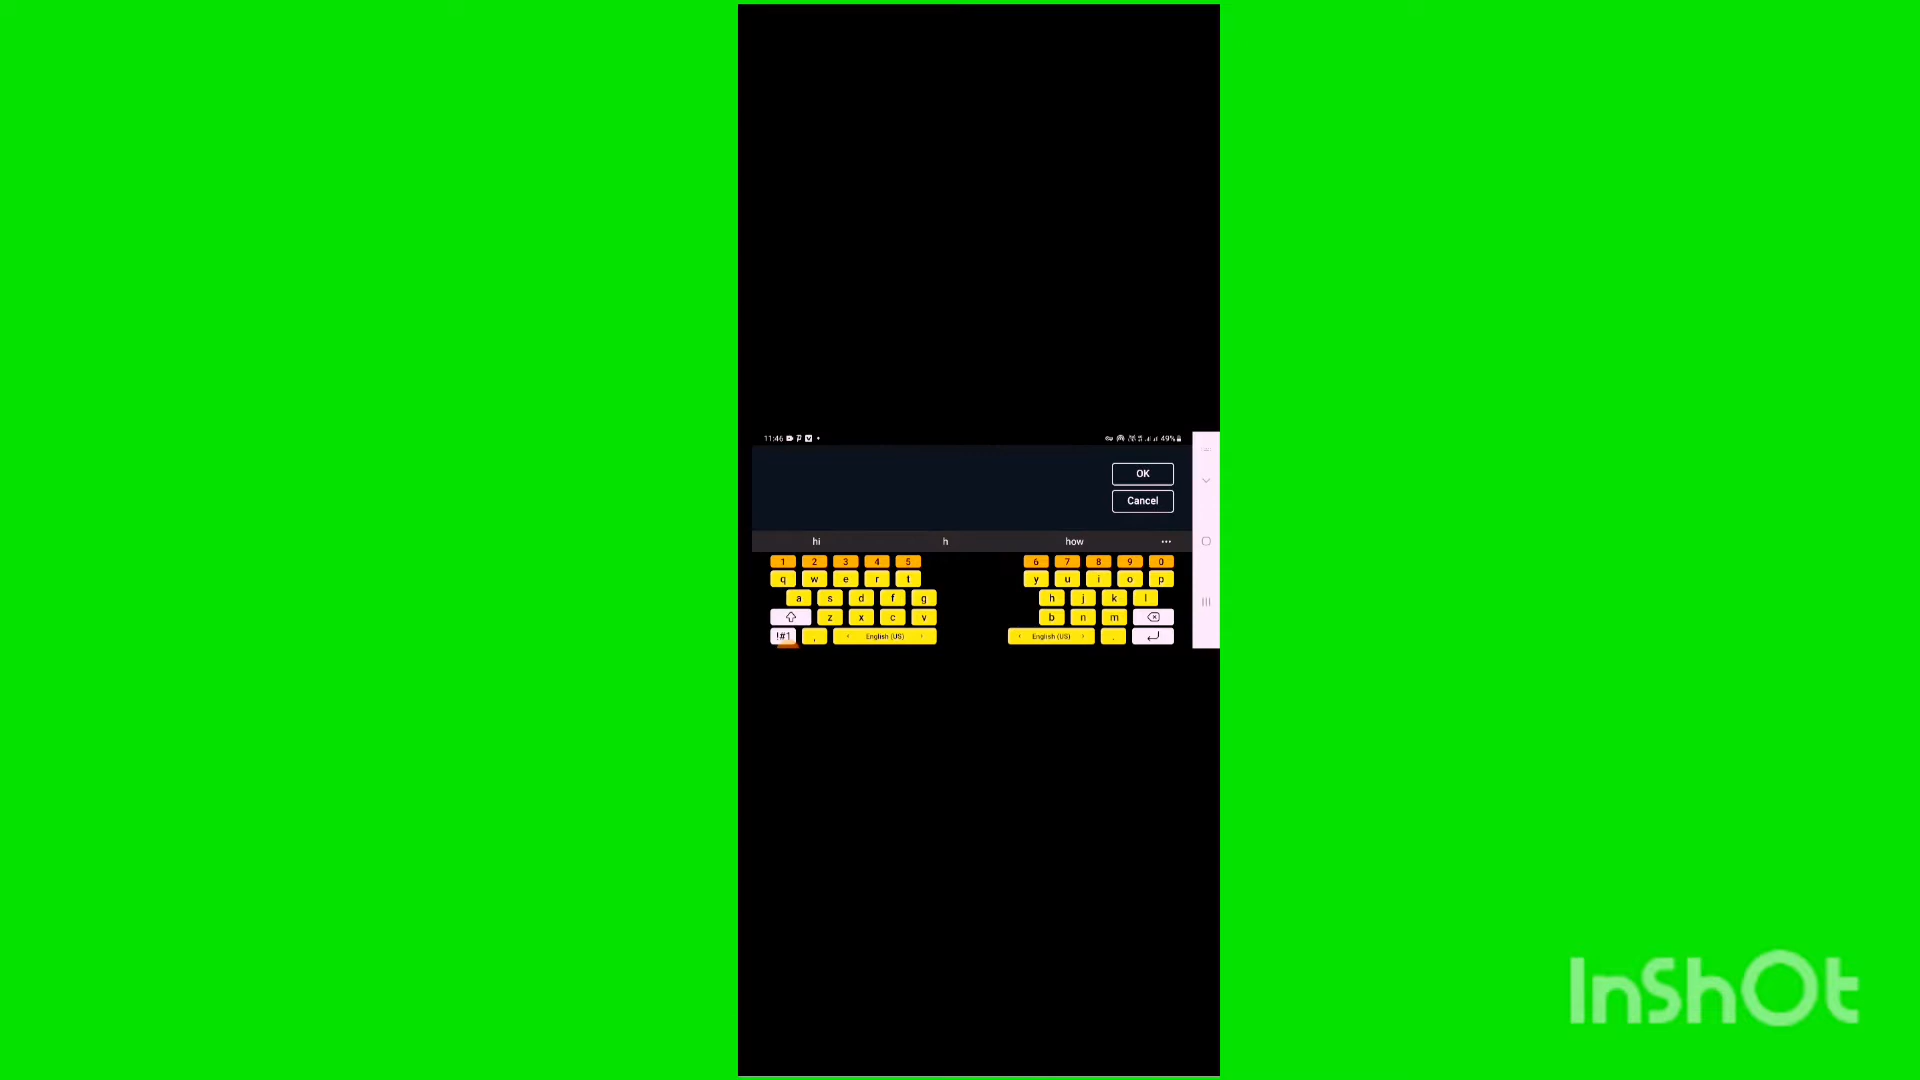 11:46 49%
OK
Cancel
hi h how ...
1 2 3 4 5 6 7 8 9 0
q w e r t y u i o p
a s d f g h j k l
z x c v b n m
!#1 , English (US) English (US) .
InShOt